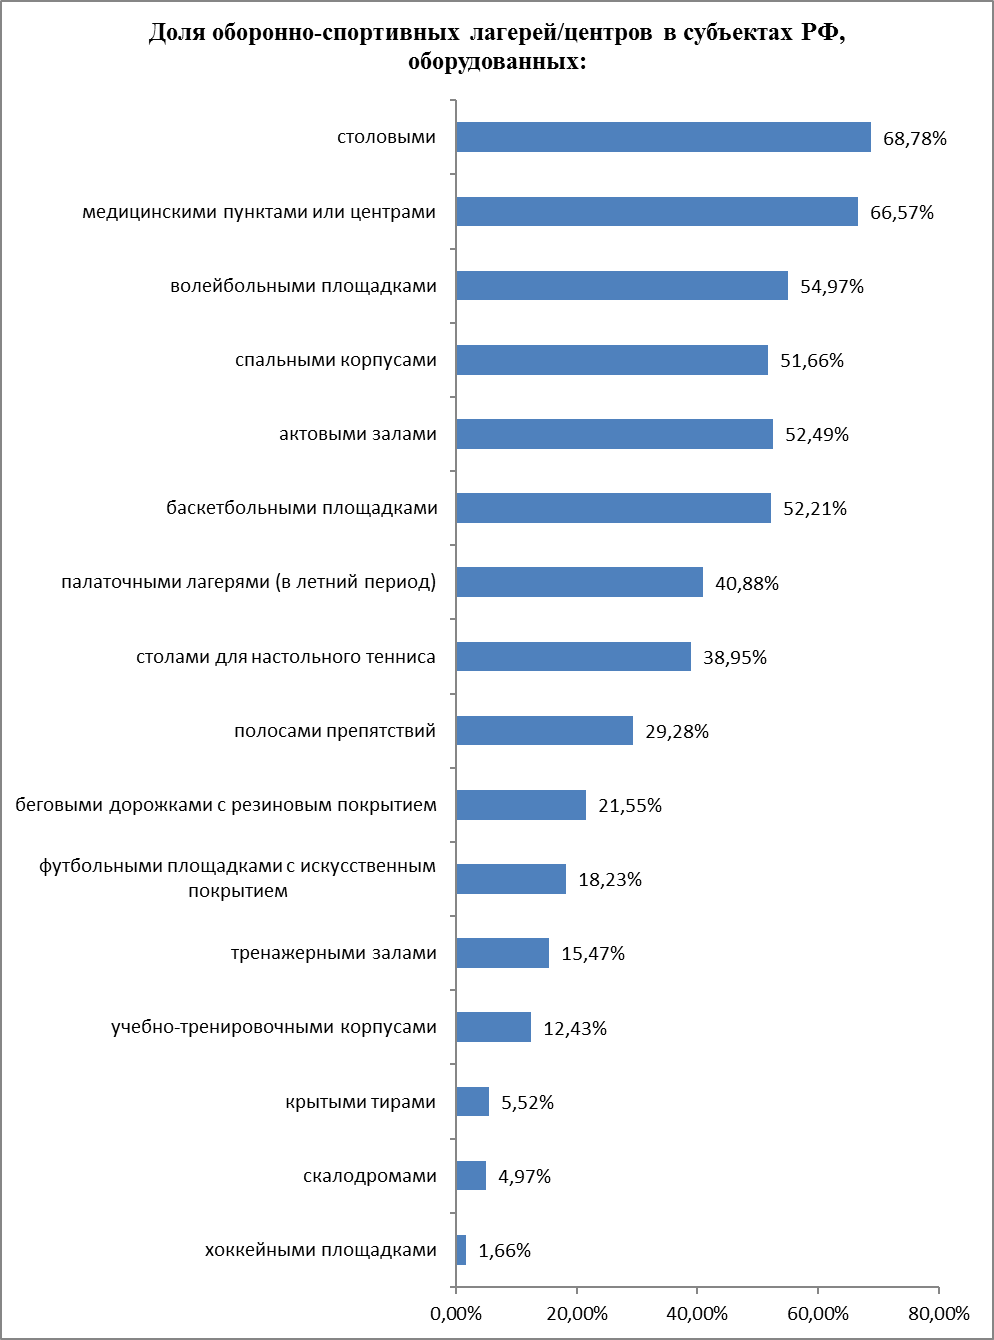 Доля оборонно-спортивных лагерей/центров в субъектах РФ,
оборудованных:
столовыми
68,78%
медицинскими пунктами или центрами
66,57%
волейбольными площадками
54,97%
спальными корпусами
51,66%
актовыми залами
52,49%
баскетбольными площадками
52,21%
палаточными лагерями (в летний период)
40,88%
столами для настольного тенниса
38,95%
полосами препятствий
29,28%
беговыми дорожками с резиновым покрытием
21,55%
футбольными площадками с искусственным
покрытием
18,23%
тренажерными залами
15,47%
учебно-тренировочными корпусами
12,43%
крытыми тирами
5,52%
скалодромами
4,97%
хоккейными площадками
1,66%
0,00% 20,00% 40,00% 60,00% 80,00%